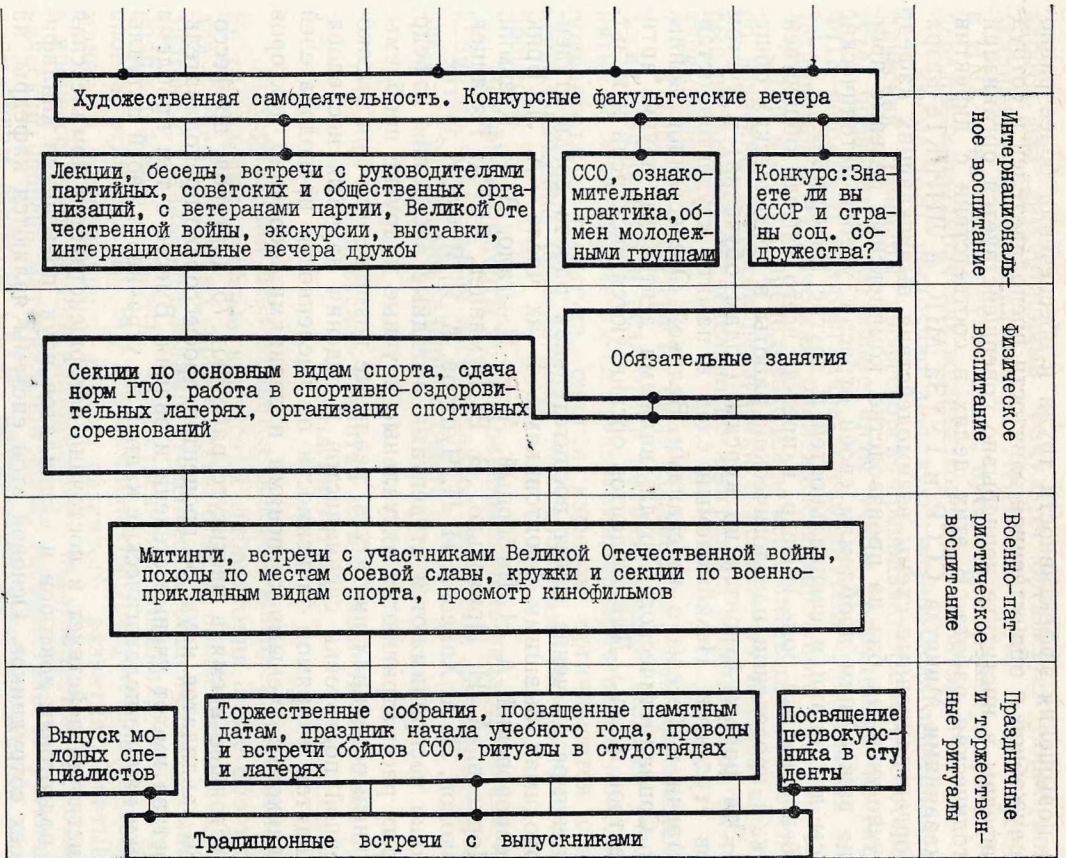 Художественная самодеятельность. Конкурсные факультетские вечера
Лекции, беседы, встречи с руководителями
партийных, советских и общественных орга-
низаций, с ветеранами партии, Великой Оте
чественной войны, экскурсии, выставки,
интернациональные вечера дружбы
ССО, ознако-
мительная
практика, об-
мен молодеж-
ными группами
Конкурс: Зна-
ете ли вы
СССР и стра-
ны соц. со-
дружества?
Интернациональ-
ное воспитание
Секции по основным видам спорта, сдача
норм ГТО, работа в спортивно-оздорови-
тельных лагерях, организация спортивных
соревнований
Обязательные занятия
Физическое
воспитание
Митинги, встречи с участниками Великой Отечественной войны,
походы по местам боевой славы, кружки и секции по военно-
прикладным видам спорта, просмотр кинофильмов
Военно-пат-
риотическое
воспитание
Выпуск мо-
лодых спе-
циалистов
Торжественные собрания, посвященные памятным
датам, праздник начала учебного года, проводы
и встречи бойцов ССО, ритуалы в студотрядах
и лагерях
Посвящение
первокурс-
ника в сту
денты
Традиционные встречи с выпускниками
Праздничные
и торжествен-
ные ритуалы